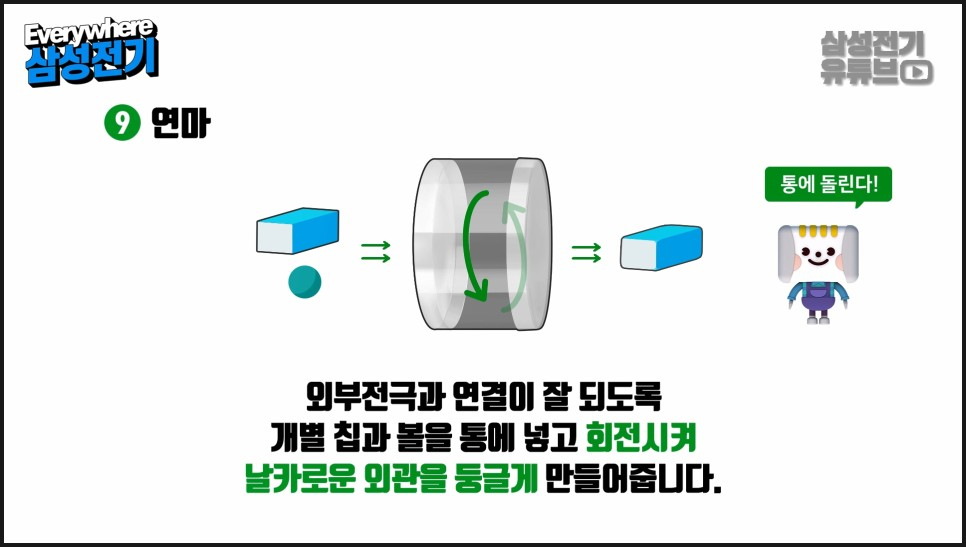 Everywhere
삼성전기
삼성전기
유튜브
9 연마
통에 돌린다!
외부전극과 연결이 잘 되도록
개별 칩과 볼을 통에 넣고 회전시켜
날카로운 외관을 둥글게 만들어줍니다.